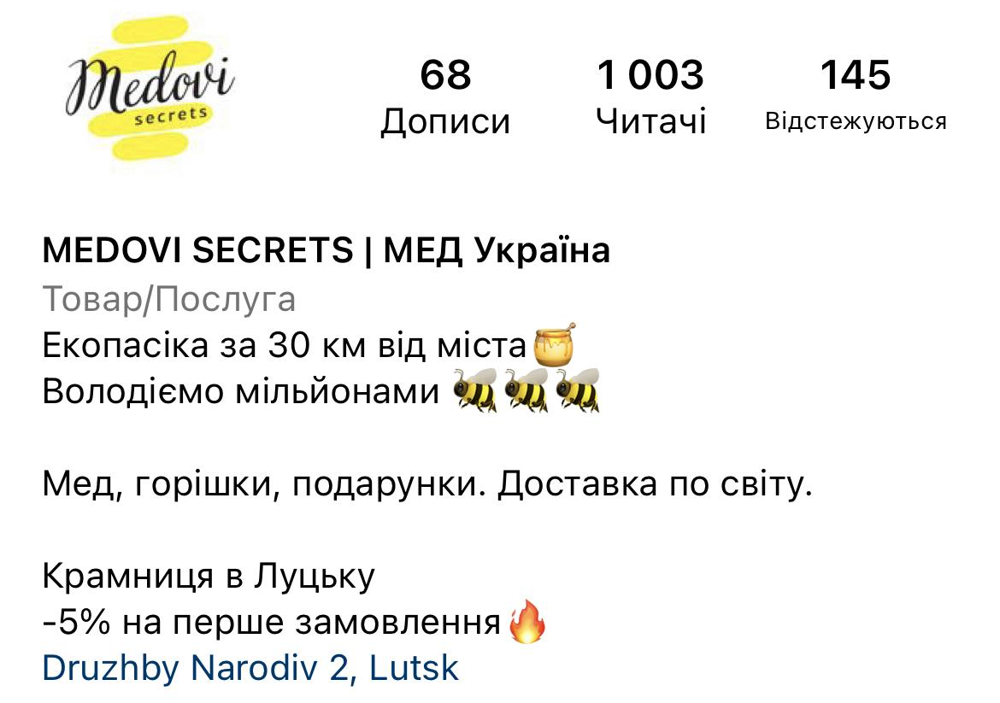 Medovi
secrets
68
Дописи
1 003
Читачі
145
Відстежуються
MEDOVI SECRETS | МЕД Україна
Товар/Послуга
Екопасіка за 30 км від міста🍯
Володіємо мільйонами 🐝🐝🐝
Мед, горішки, подарунки. Доставка по світу.
Крамниця в Луцьку
-5% на перше замовлення🔥
Druzhby Narodiv 2, Lutsk